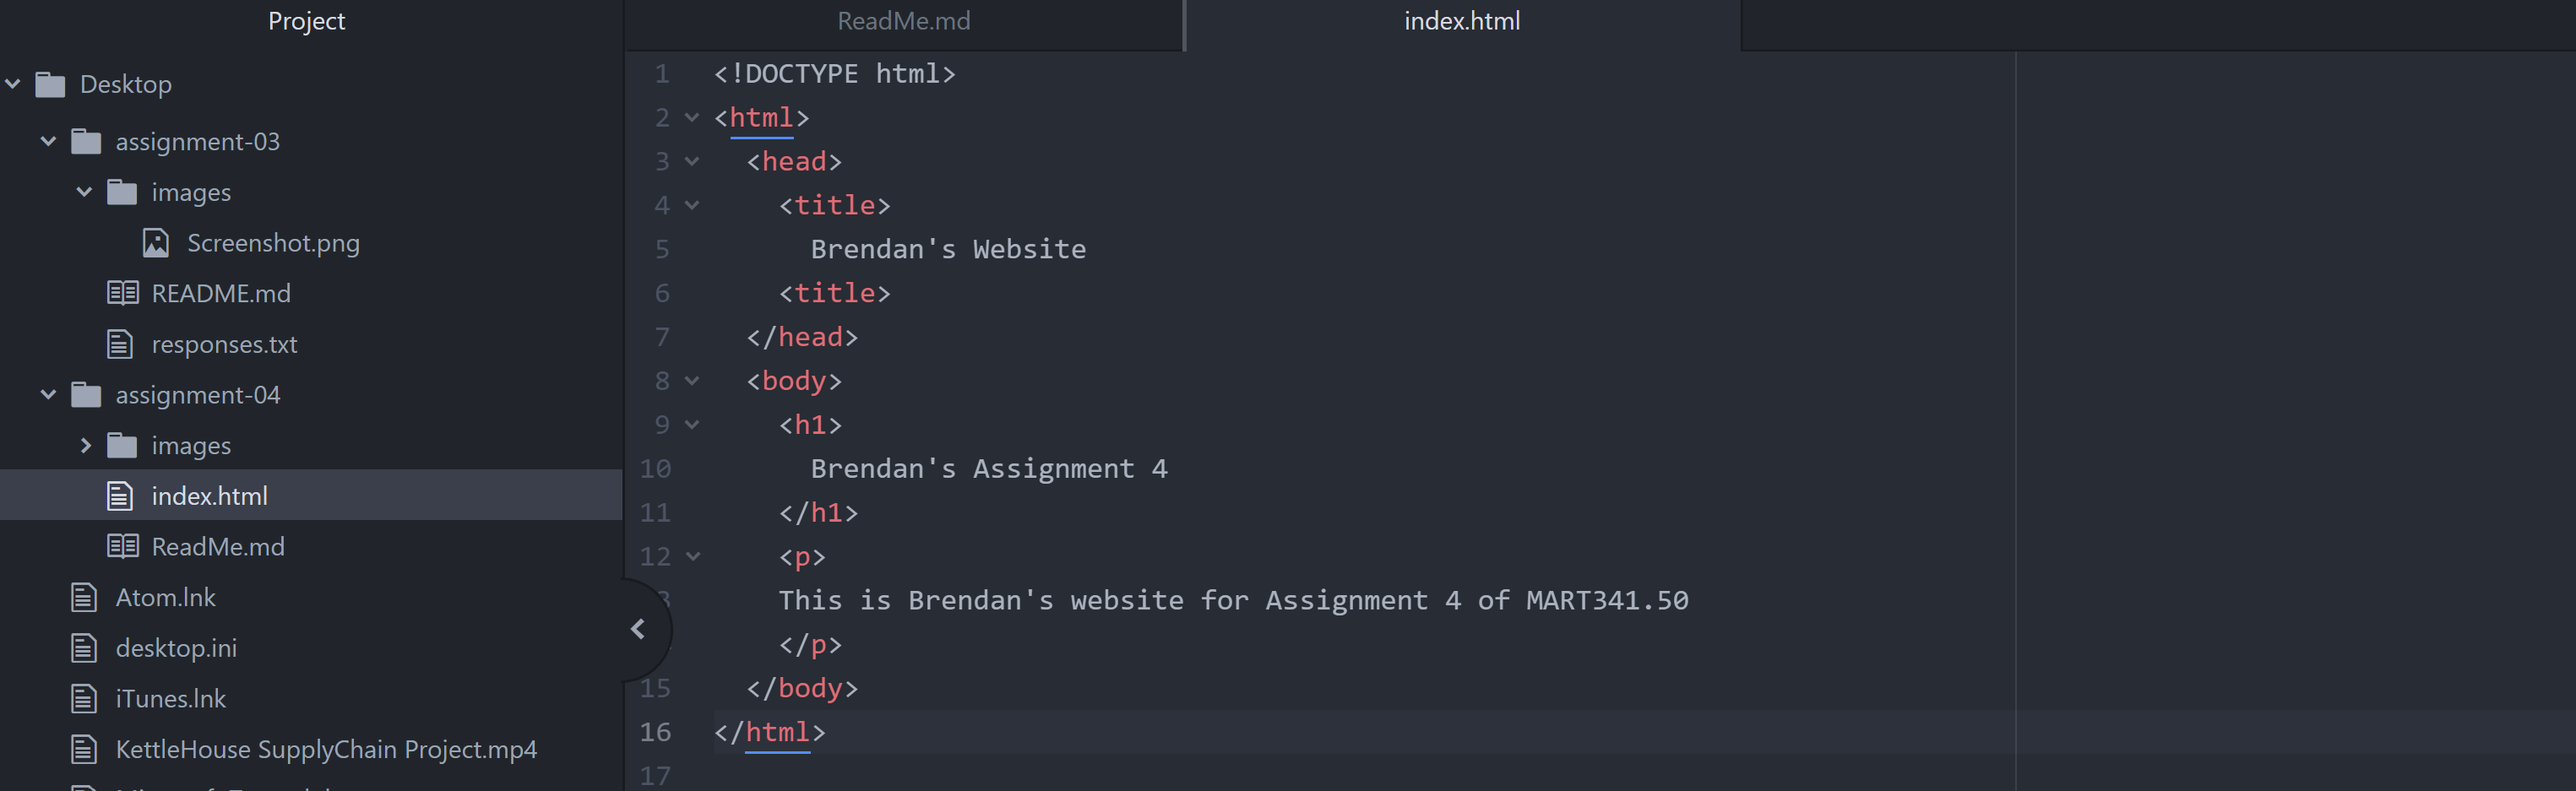 Project
Desktop
assignment-03
images
Screenshot.png
README.md
responses.txt
assignment-04
images
index.html
ReadMe.md
Atom.lnk
desktop.ini
iTunes.lnk
KettleHouse SupplyChain Project.mp4
ReadMe.md
index.html
1 <!DOCTYPE html>
2 <html>
3 <head>
4 <title>
5 Brendan's Website
6 <title>
7 </head>
8 <body>
9 <h1>
10 Brendan's Assignment 4
11 </h1>
12 <p>
3 This is Brendan's website for Assignment 4 of MART341.50
</p>
15 </body>
16 </html>
17